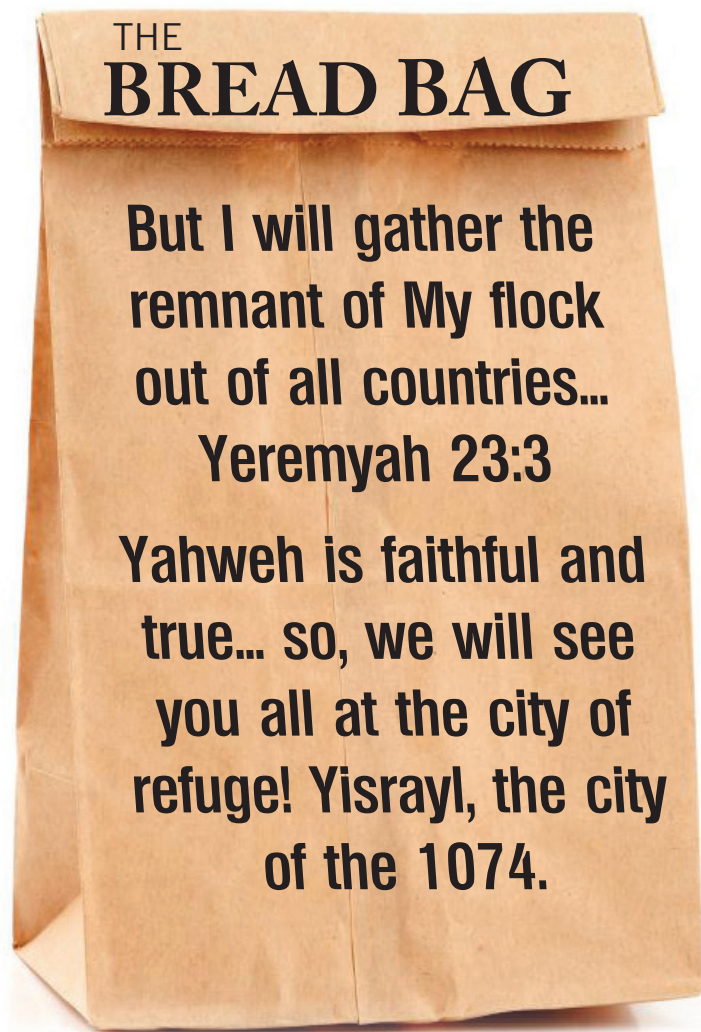 THE
BREAD BAG
But I will gather the
remnant of My flock
out of all countries...
Yeremyah 23:3
Yahweh is faithful and
true... so, we will see
you all at the city of
refuge! Yisrayl, the city
of the 1074.